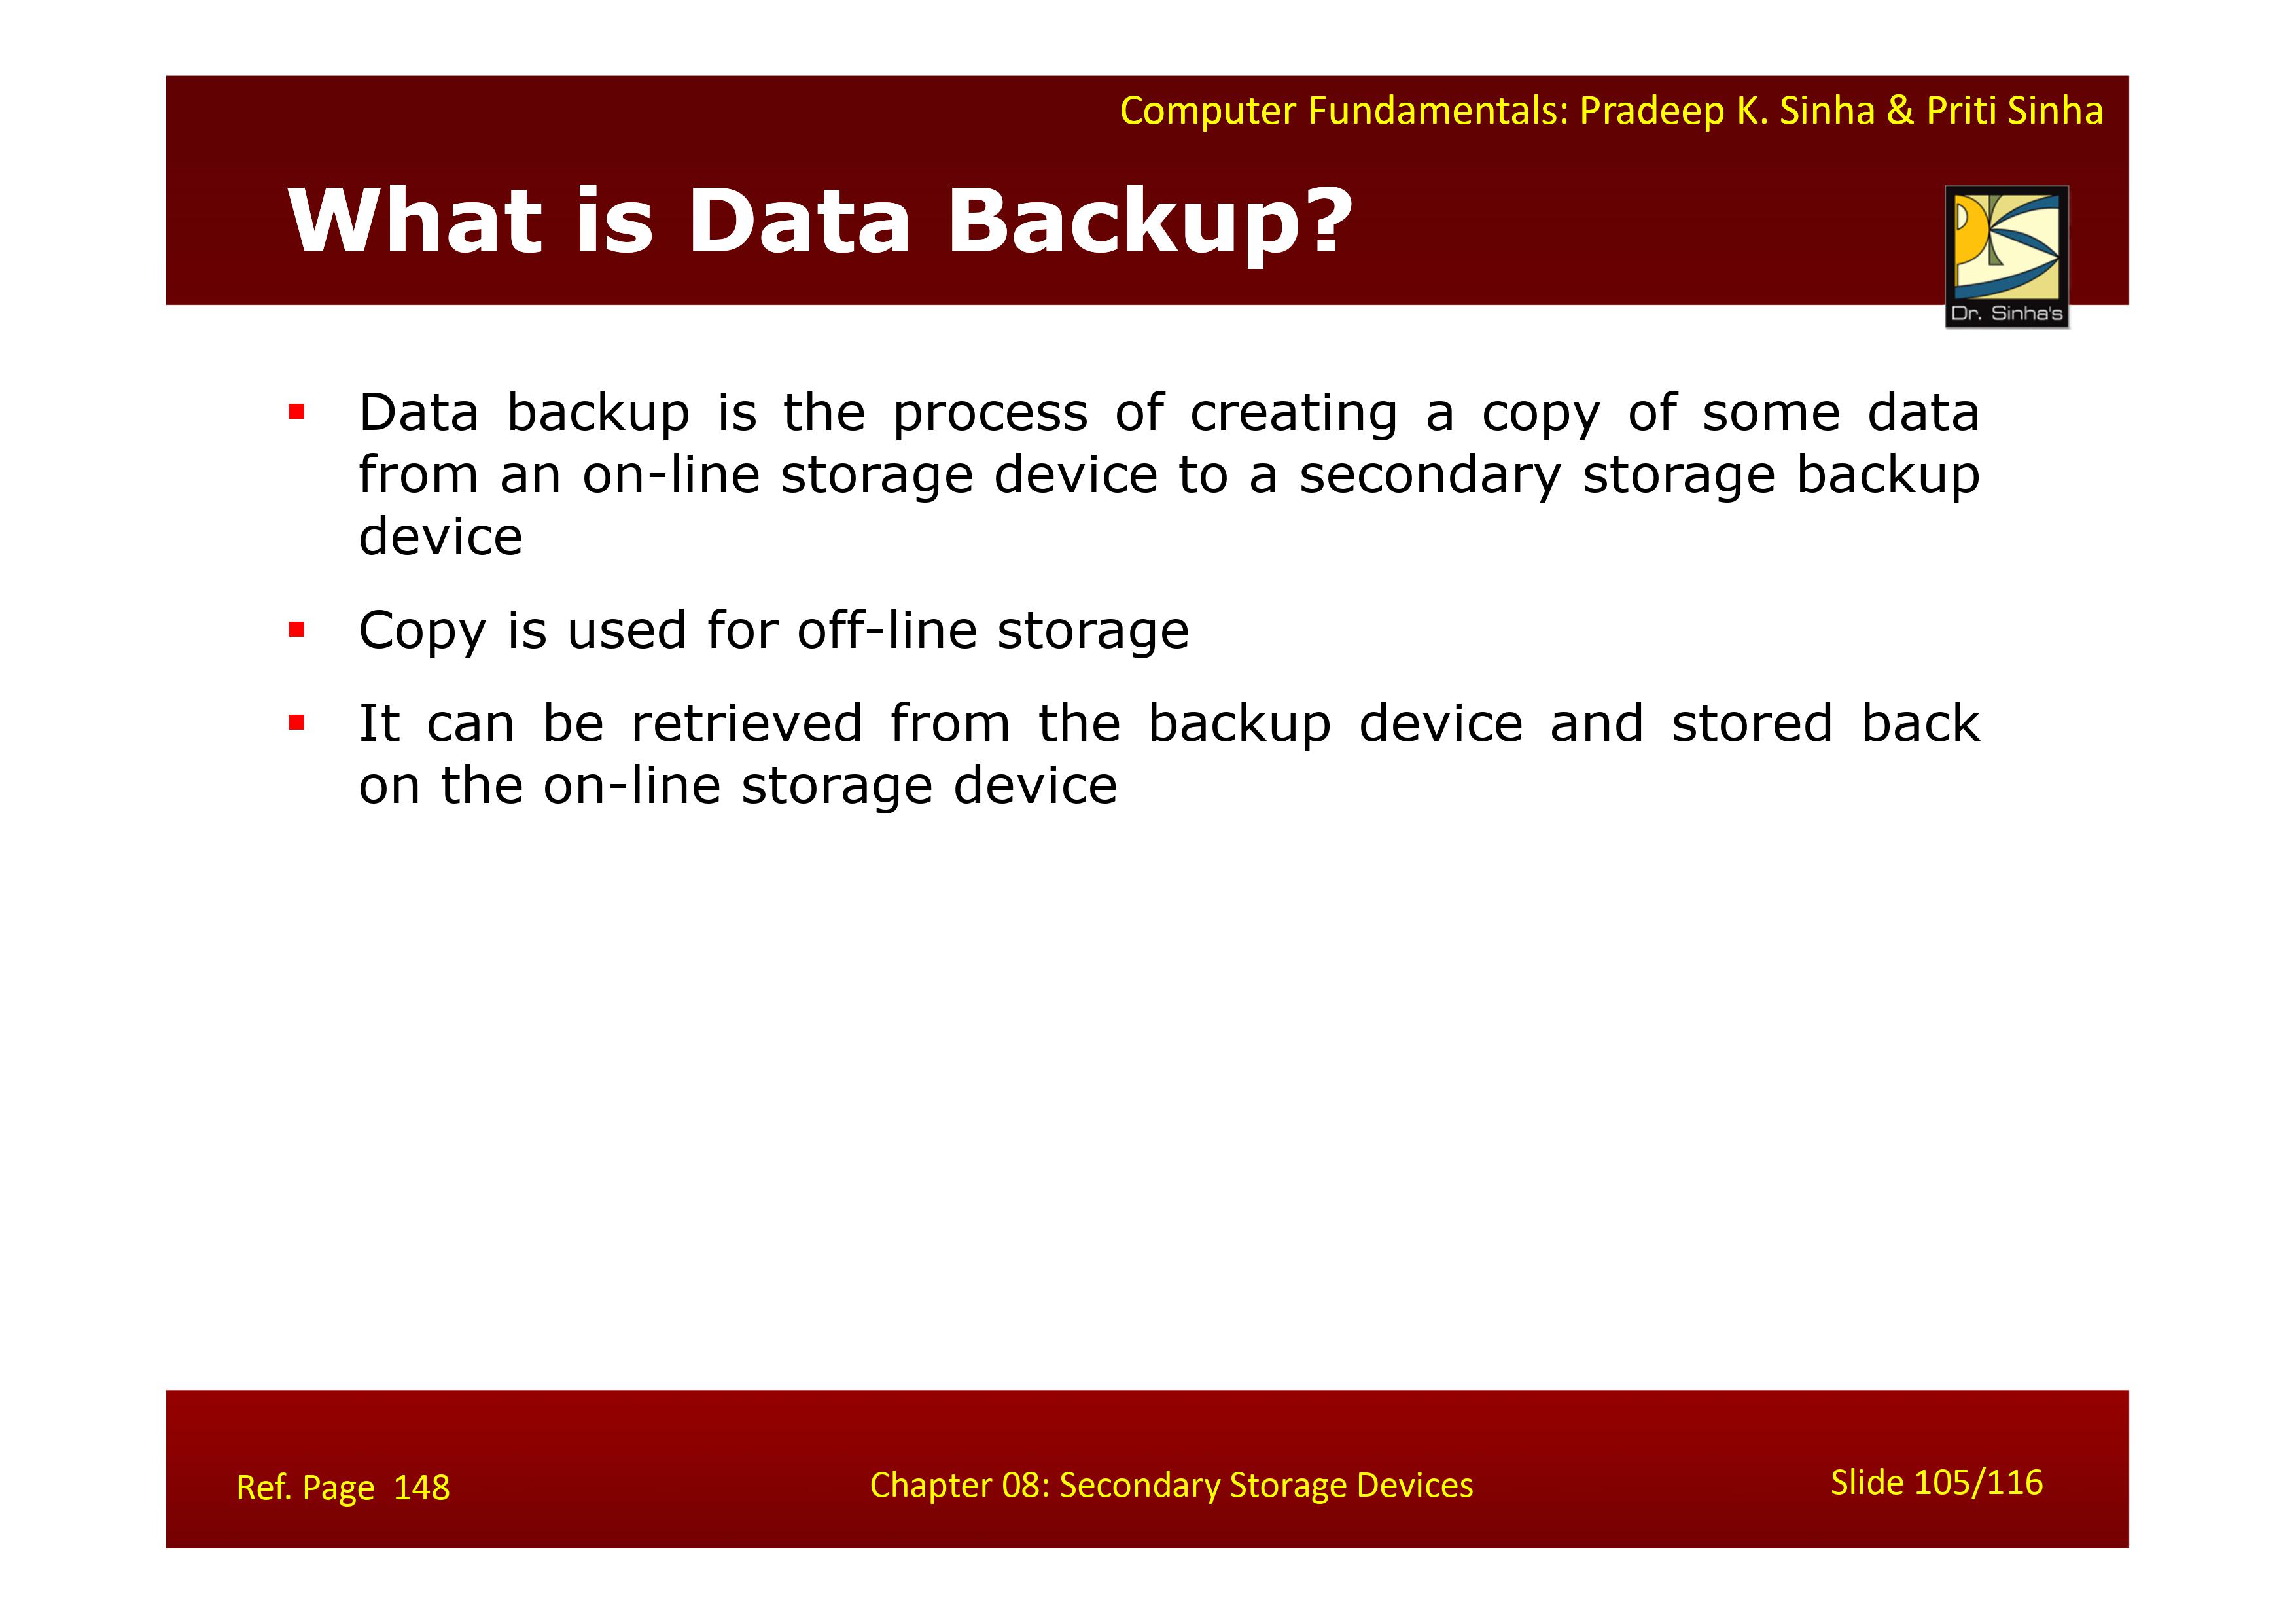 Computer Fundamentals: Pradeep K. Sinha & Priti Sinha
What is Data Backup?
Dr. Sinha's
▪ Data backup is the process of creating a copy of some data
from an on-line storage device to a secondary storage backup
device
▪ Copy is used for off-line storage
▪ It can be retrieved from the backup device and stored back
on the on-line storage device
Ref. Page 148
Chapter 08: Secondary Storage Devices
Slide 105/116